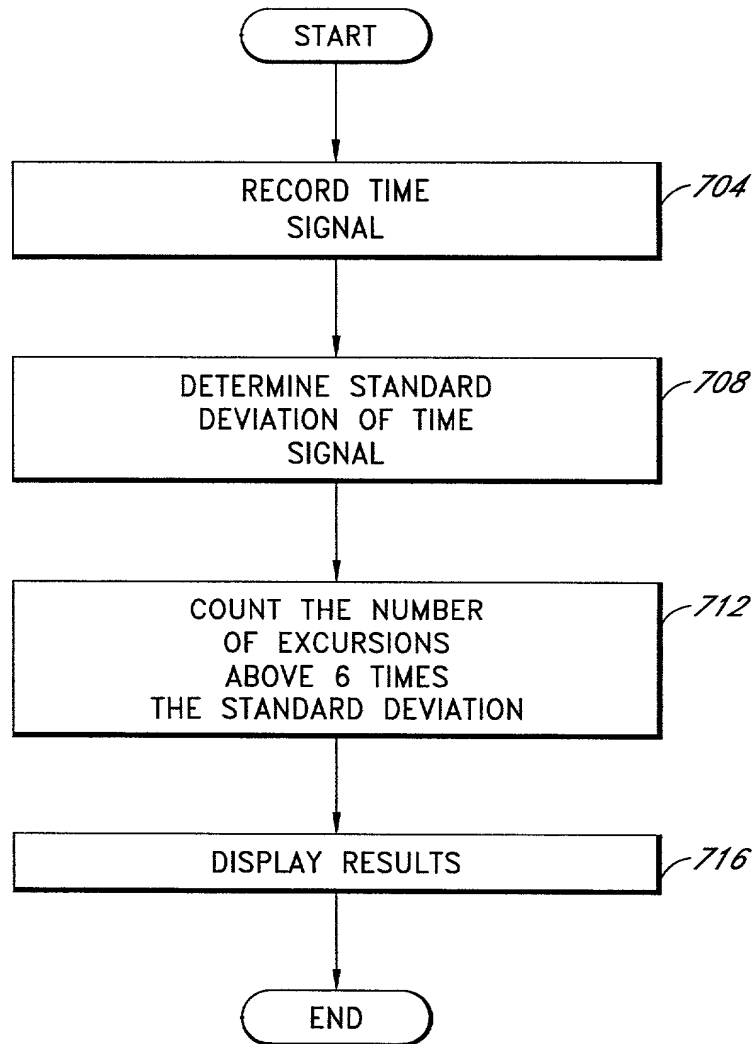 START
RECORD TIME
SIGNAL
704
DETERMINE STANDARD
DEVIATION OF TIME
SIGNAL
708
COUNT THE NUMBER
OF EXCURSIONS
ABOVE 6 TIMES
THE STANDARD DEVIATION
712
DISPLAY RESULTS
716
END